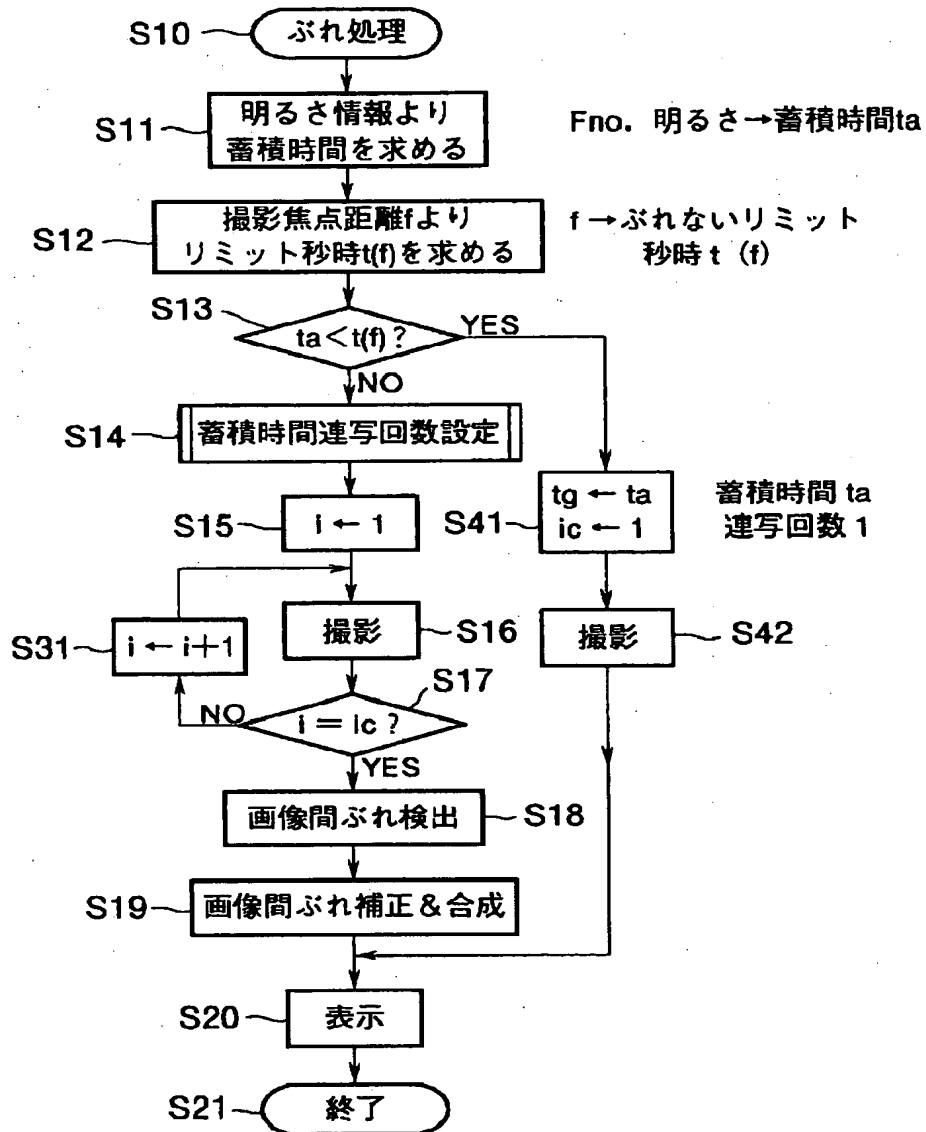 S10
ぶれ処理
S11
明るさ情報より
蓄積時間を求める
Fno. 明るさ→蓄積時間ta
S12
撮影焦点距離fより
リミット秒時t(f)を求める
f→ぶれないリミット
秒時 t (f)
S13
ta<t(f)?
YES
NO
S14
蓄積時間連写回数設定
S15
i ← 1
S41
tg ← ta
ic ← 1
蓄積時間 ta
連写回数 1
S31
i ← i+1
撮影
S16
撮影
S42
S17
NO
i = ic ?
YES
画像間ぶれ検出
S18
S19
画像間ぶれ補正&合成
S20
表示
S21
終了